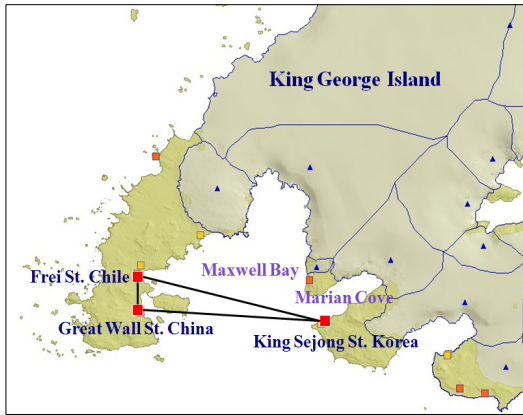 King George Island
Maxwell Bay
Frei St. Chile
Marian Cove
Great Wall St. China
King Sejong St. Korea